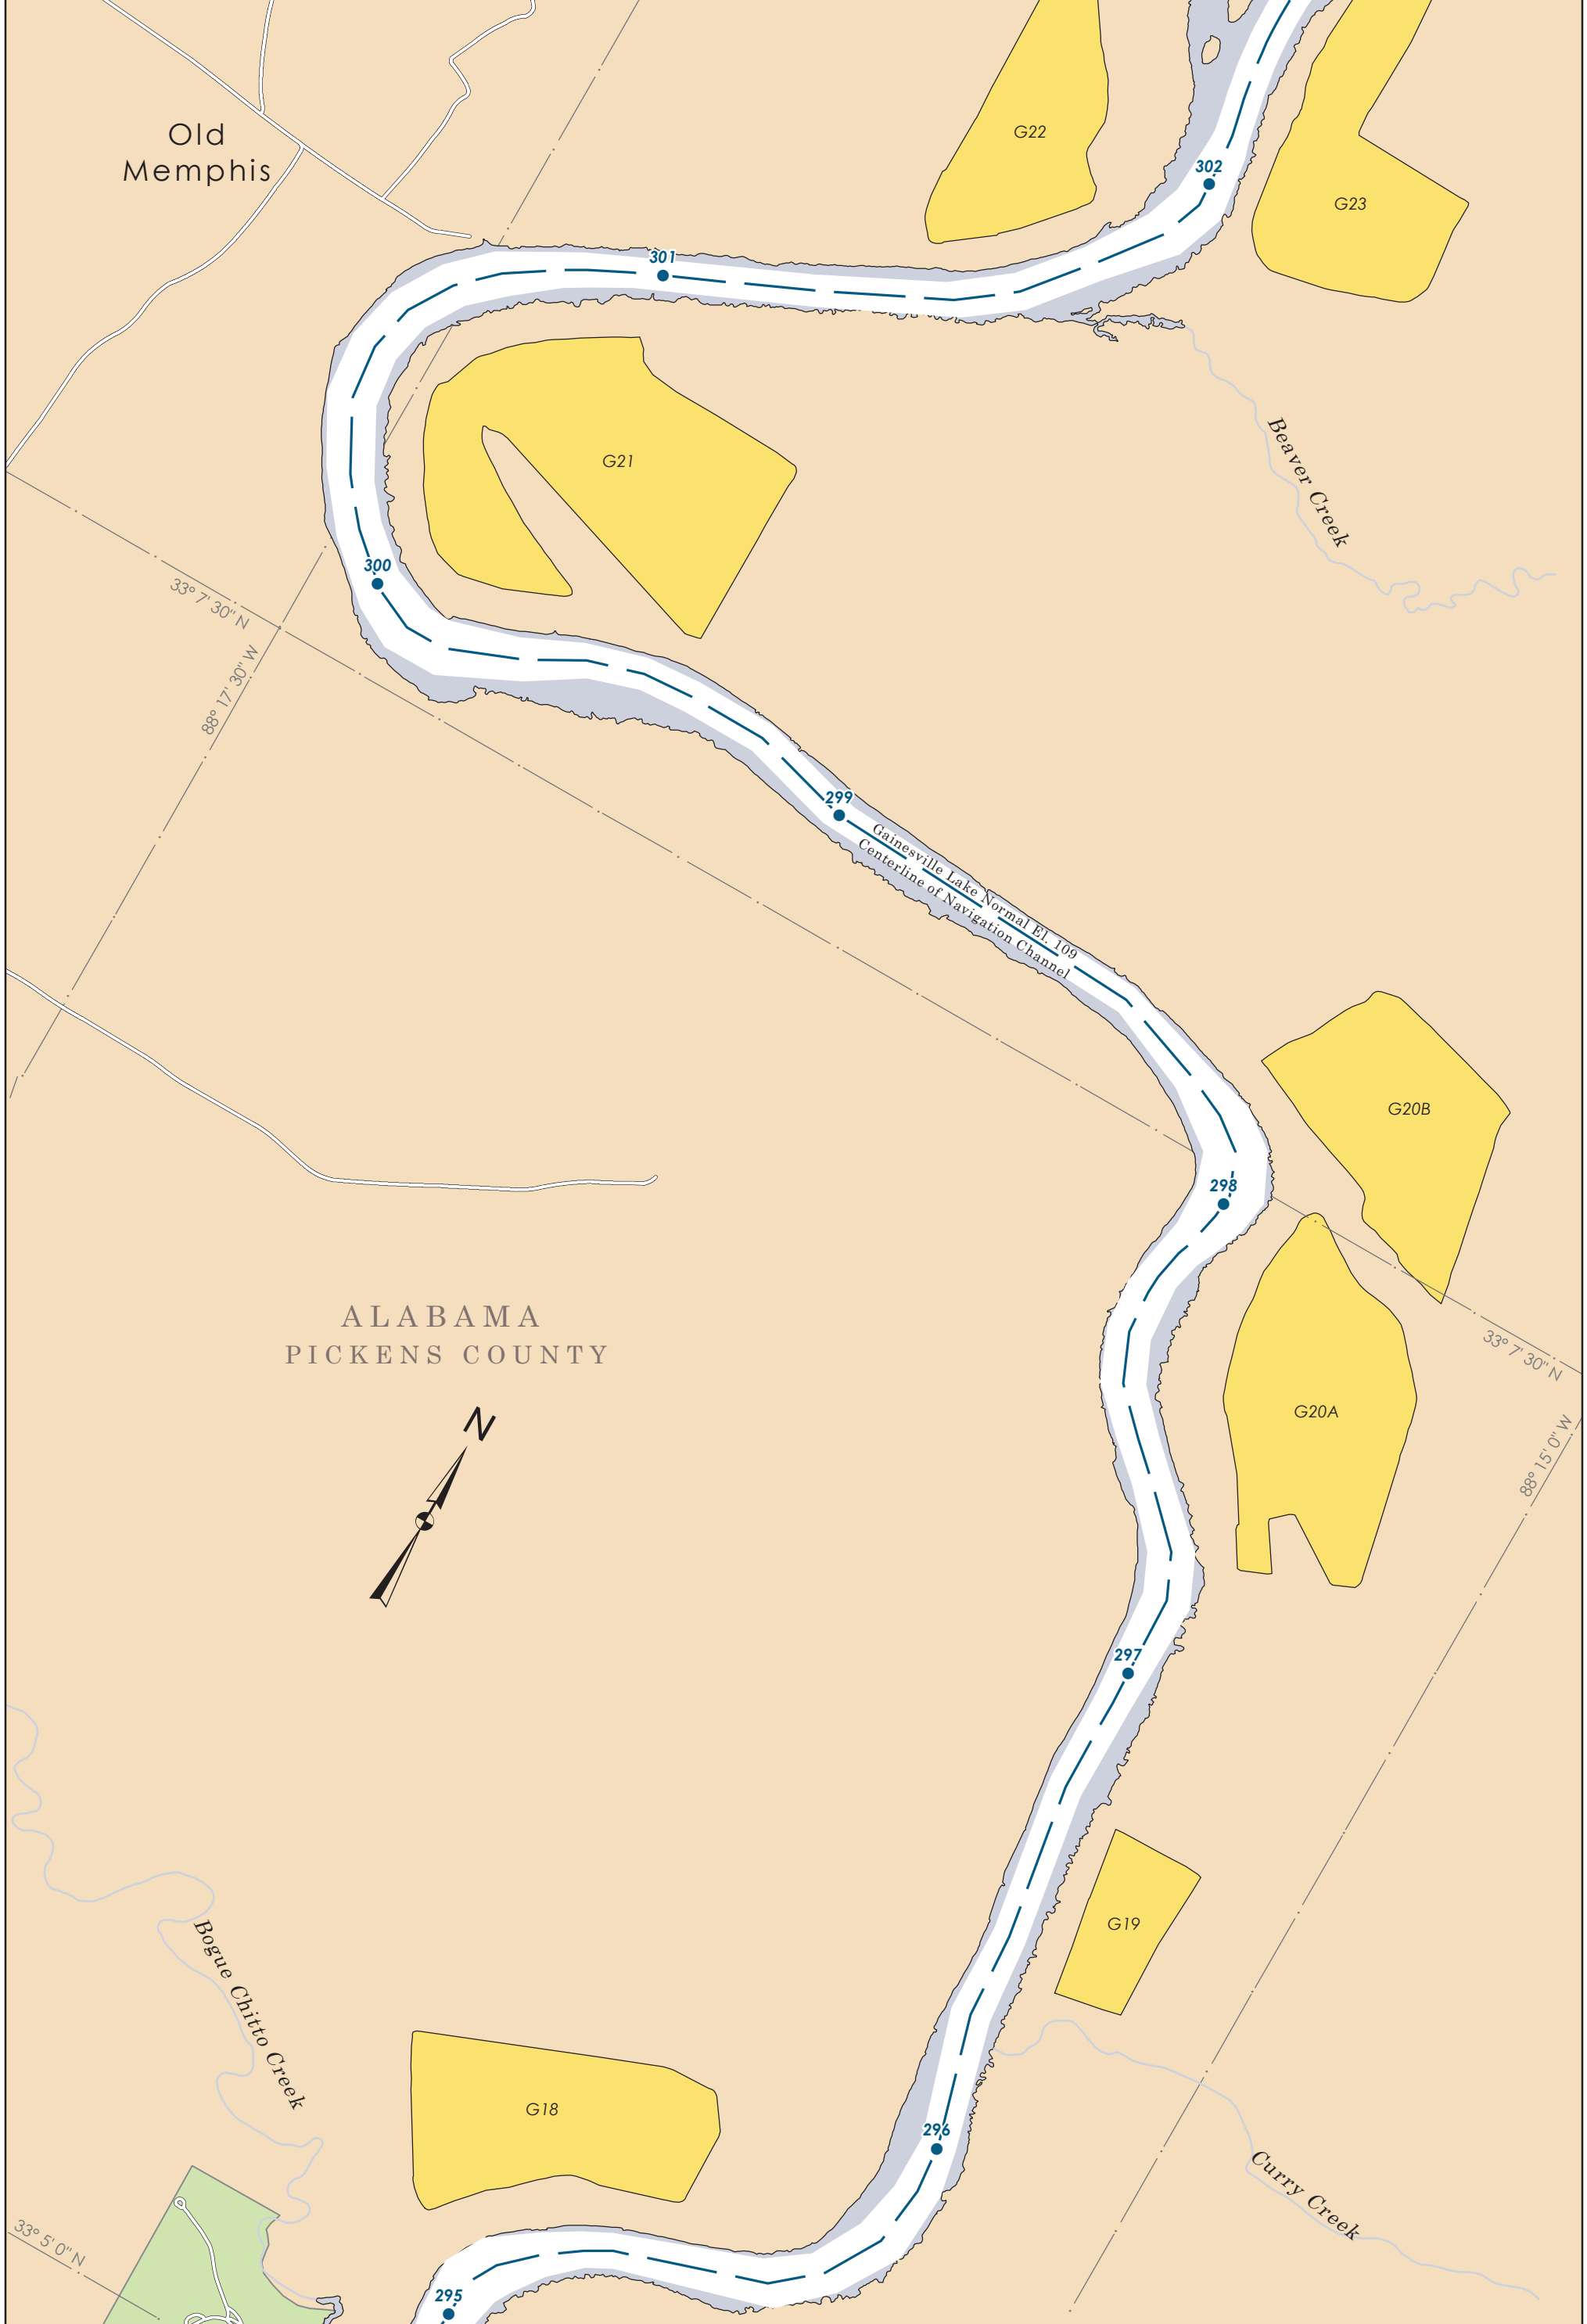 G22
Old
Memphis
302
G23
301
Beaver Creek
G21
300
33° 7' 30" N
88° 17' 30" W
299
Gainesville Lake Normal El. 109
Centerline of Navigation Channel
G20B
298
ALABAMA
PICKENS COUNTY
33° 7' 30" N
G20A
N
88° 15' 0" W
297
G19
Bogue Chitto Creek
G18
296
Curry Creek
33° 5' 0" N
295